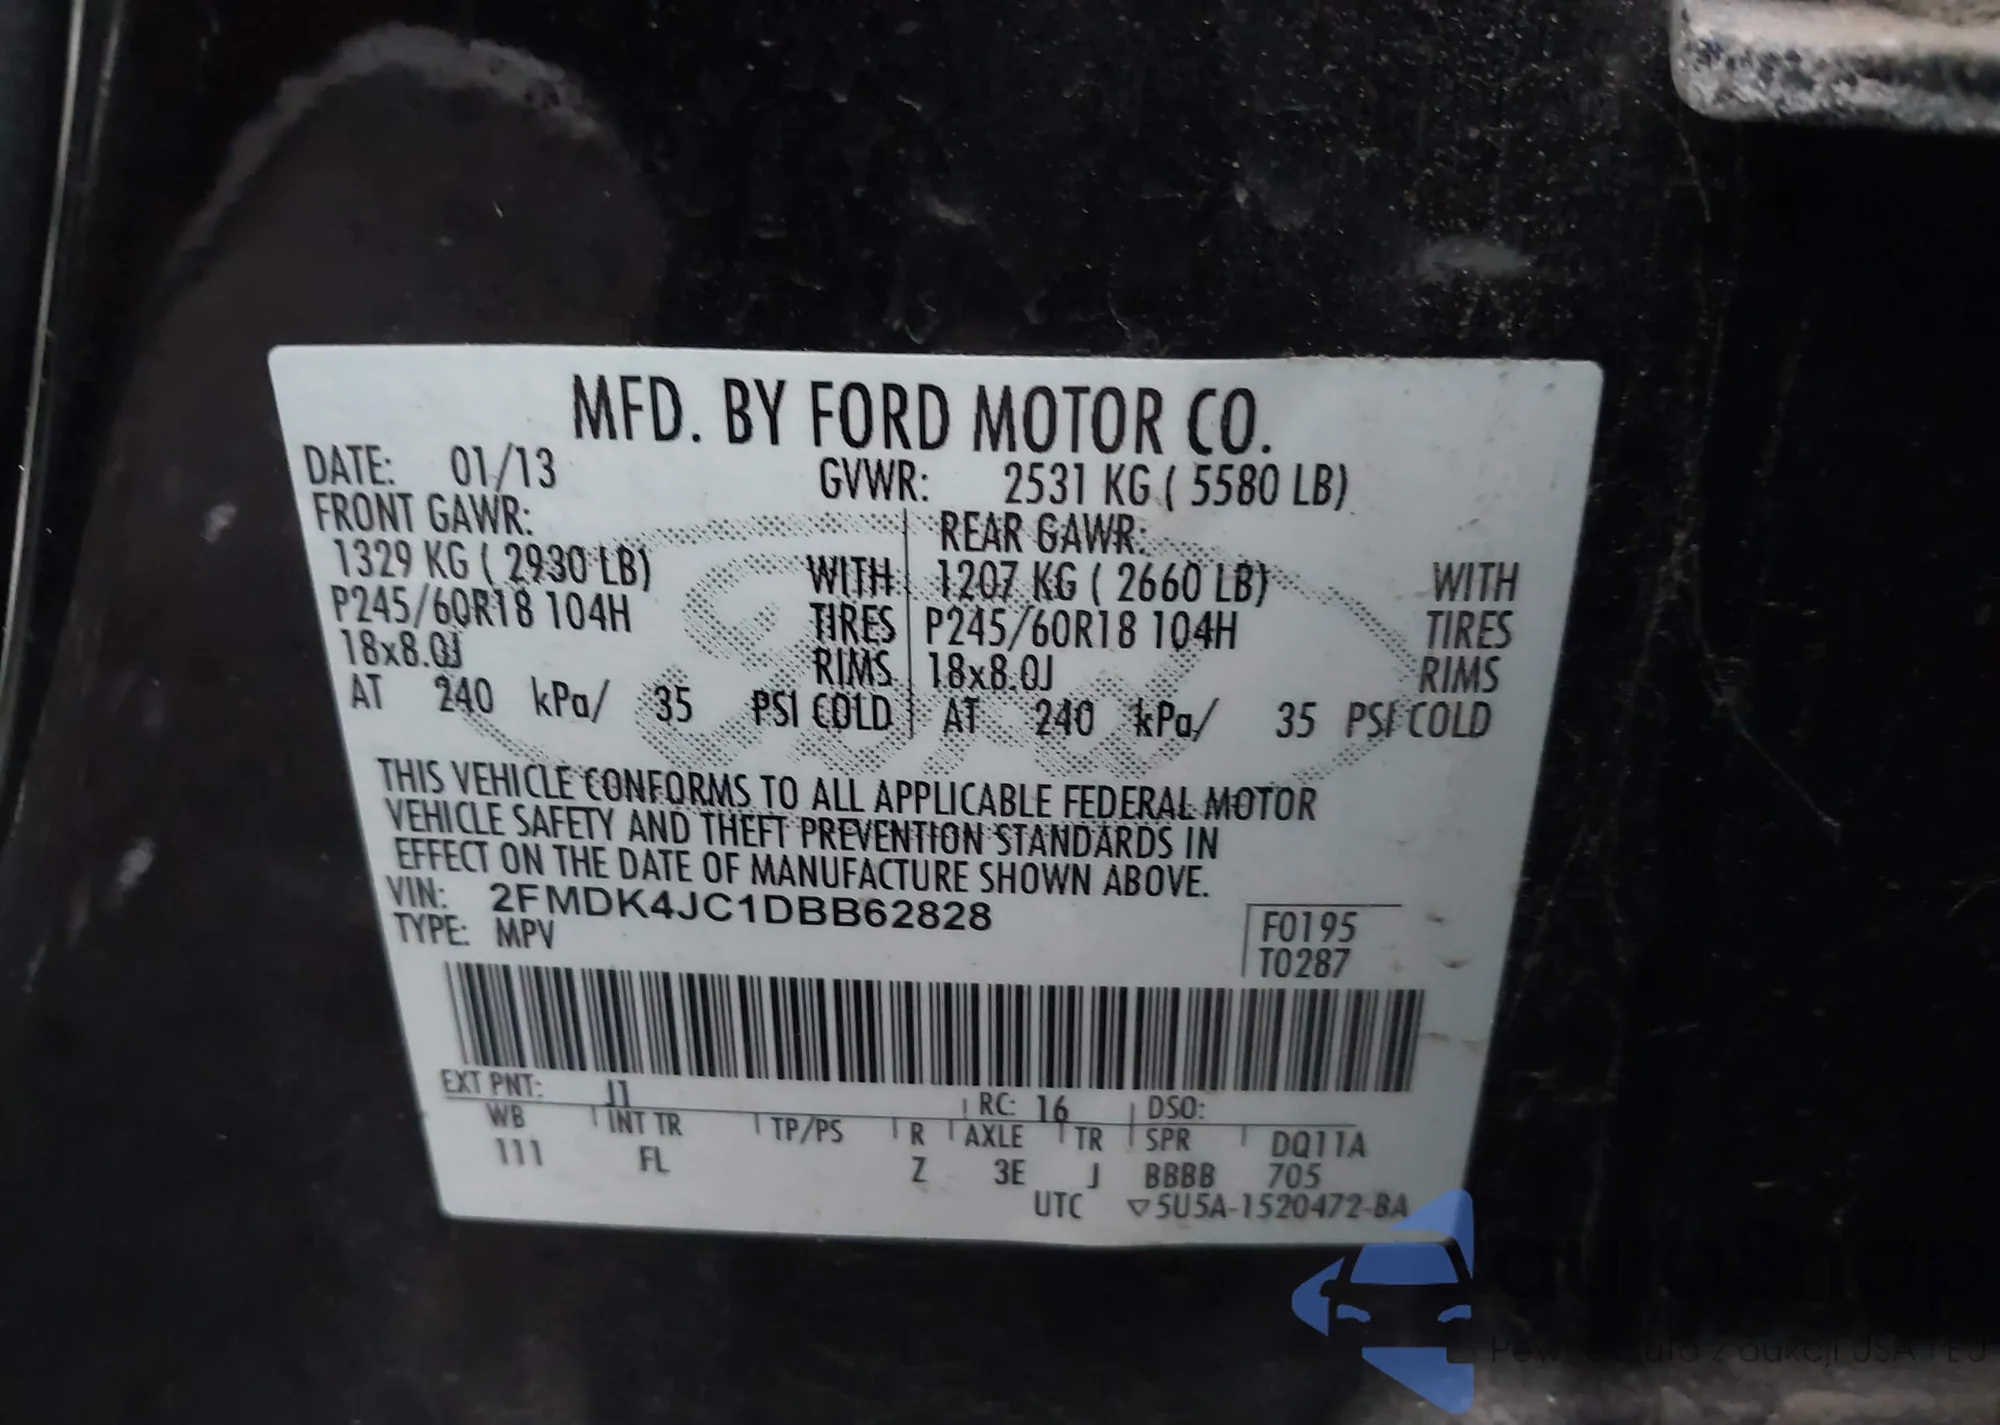 MFD. BY FORD MOTOR CO.
DATE: 01/13 GVWR: 2531 KG ( 5580 LB)
FRONT GAWR: REAR GAWR:
1329 KG ( 2930 LB) WITH 1207 KG ( 2660 LB) WITH
P245/60R18 104H TIRES P245/60R18 104H TIRES
18x8.0J RIMS 18x8.0J RIMS
AT 240 kPa/ 35 PSI COLD AT 240 kPa/ 35 PSI COLD
THIS VEHICLE CONFORMS TO ALL APPLICABLE FEDERAL MOTOR
VEHICLE SAFETY AND THEFT PREVENTION STANDARDS IN
EFFECT ON THE DATE OF MANUFACTURE SHOWN ABOVE.
VIN: 2FMDK4JC1DBB62828
TYPE: MPV
F0195
T0287
EXT PNT: J1 RC: 16 DSO:
WB INT TR TP/PS R AXLE TR SPR DQ11A
111 FL Z 3E J BBBB 705
UTC ▽5U5A-1520472-BA
z aukcji USA i EU